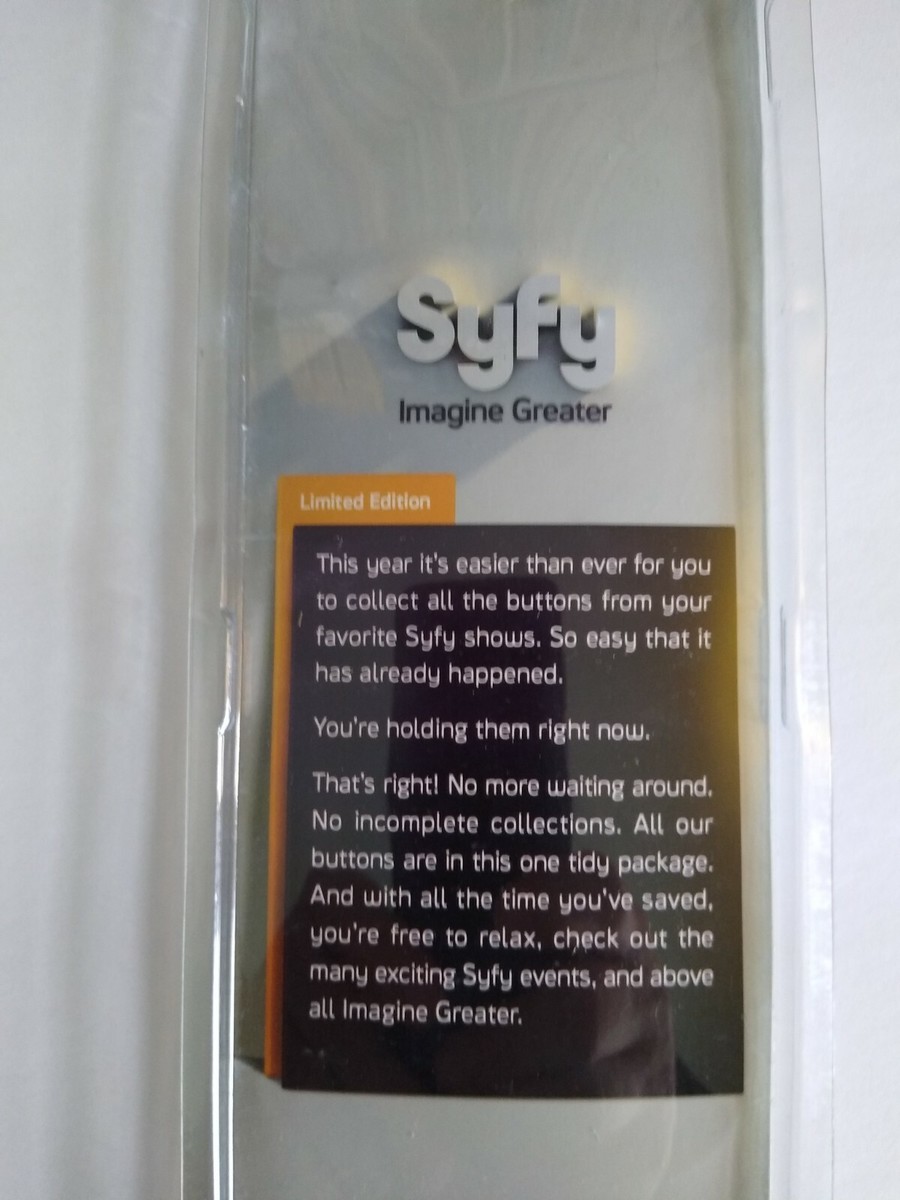 Syfy
Imagine Greater
Limited Edition
This year it's easier than ever for you
to collect all the buttons from your
favorite Syfy shows. So easy that it
has already happened.
You're holding them right now.
That's right! No more waiting around.
No incomplete collections. All our
buttons are in this one tidy package.
And with all the time you've saved,
you're free to relax, check out the
many exciting Syfy events, and above
all Imagine Greater.